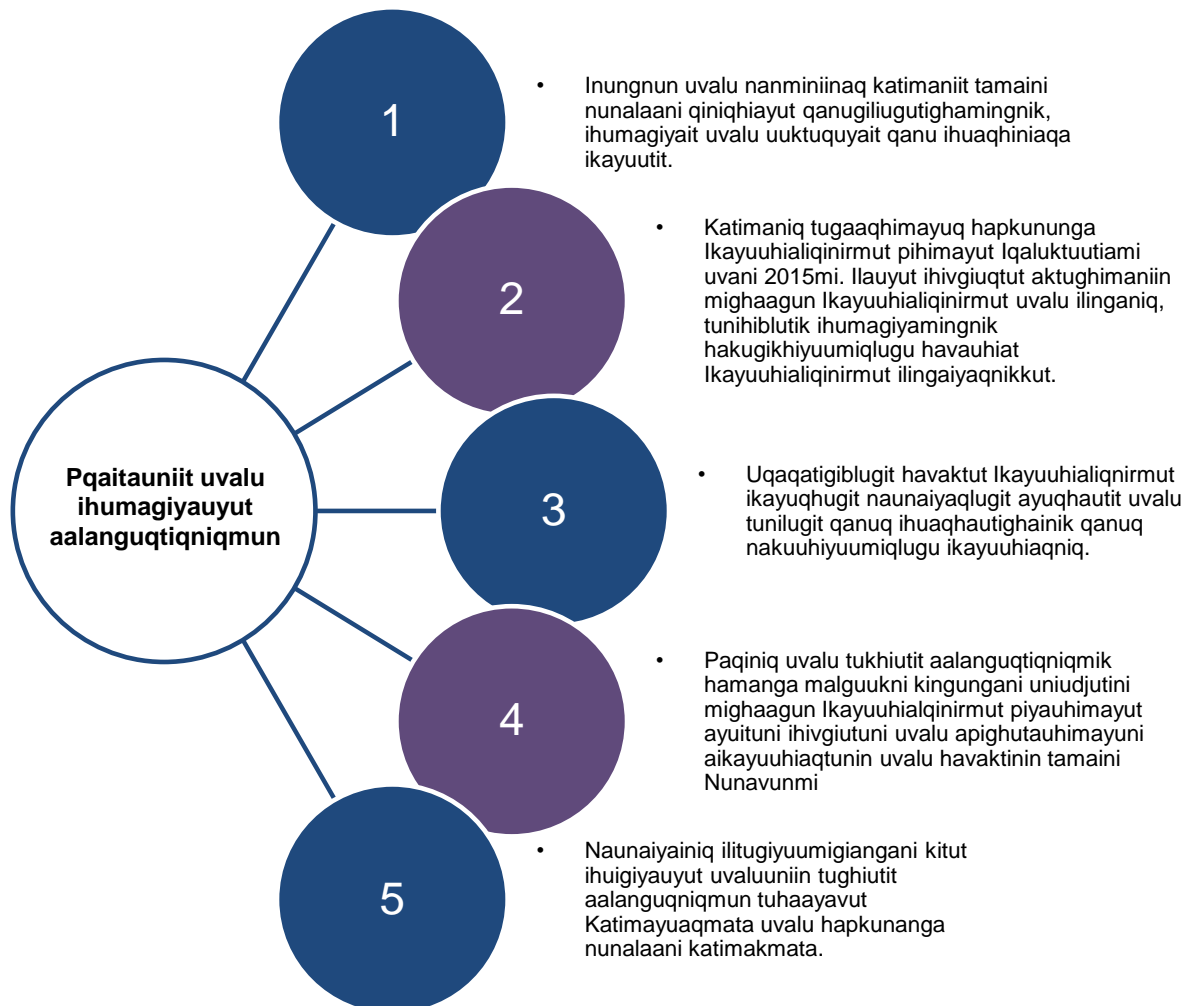 1
• Inungnun uvalu nanminiinaq katimaniit tamaini
nunalaani qiniqhiayut qanugiliugutighamingnik,
ihumagiyait uvalu uuktuquyait qanu ihuaqhiniaqa
ikayuutit.
2
• Katimaniq tugaaqhimayuq hapkununga
Ikayuuhialiqinirmut pihimayut Iqaluktuutiami
uvani 2015mi. Ilauyut ihivgiuqtut aktughimaniin
mighaagun Ikayuuhialiqinirmut uvalu ilinganiq,
tunihiblutik ihumagiyamingnik
hakugikhiyuumiqlugu havauhiat
Ikayuuhialiqinirmut ilingaiyaqnikkut.
Pqaitauniit uvalu
ihumagiyauyut
aalanguqtiqniqmun
3
• Uqaqatigiblugit havaktut Ikayuuhialiqnirmut
ikayuqhugit naunaiyaqlugit ayuqhautit uvalu
tunilugit qanuq ihuaqhautighainik qanuq
nakuuhiyuumiqlugu ikayuuhiaqniq.
4
• Paqiniq uvalu tukhiutit aalanguqtiqniqmik
hamanga malguukni kingungani uniudjutini
mighaagun Ikayuuhialqinirmut piyauhimayut
ayuituni ihivgiutuni uvalu apighutauhimayuni
aikayuuhiaqtunin uvalu havaktinin tamaini
Nunavunmi
5
• Naunaiyainiq ilitugiyuumigiangani kitut
ihuigiyauyut uvaluuniin tughiutit
aalanguqniqmun tuhaayavut
Katimayuaqmata uvalu hapkunanga
nunalaani katimakmata.